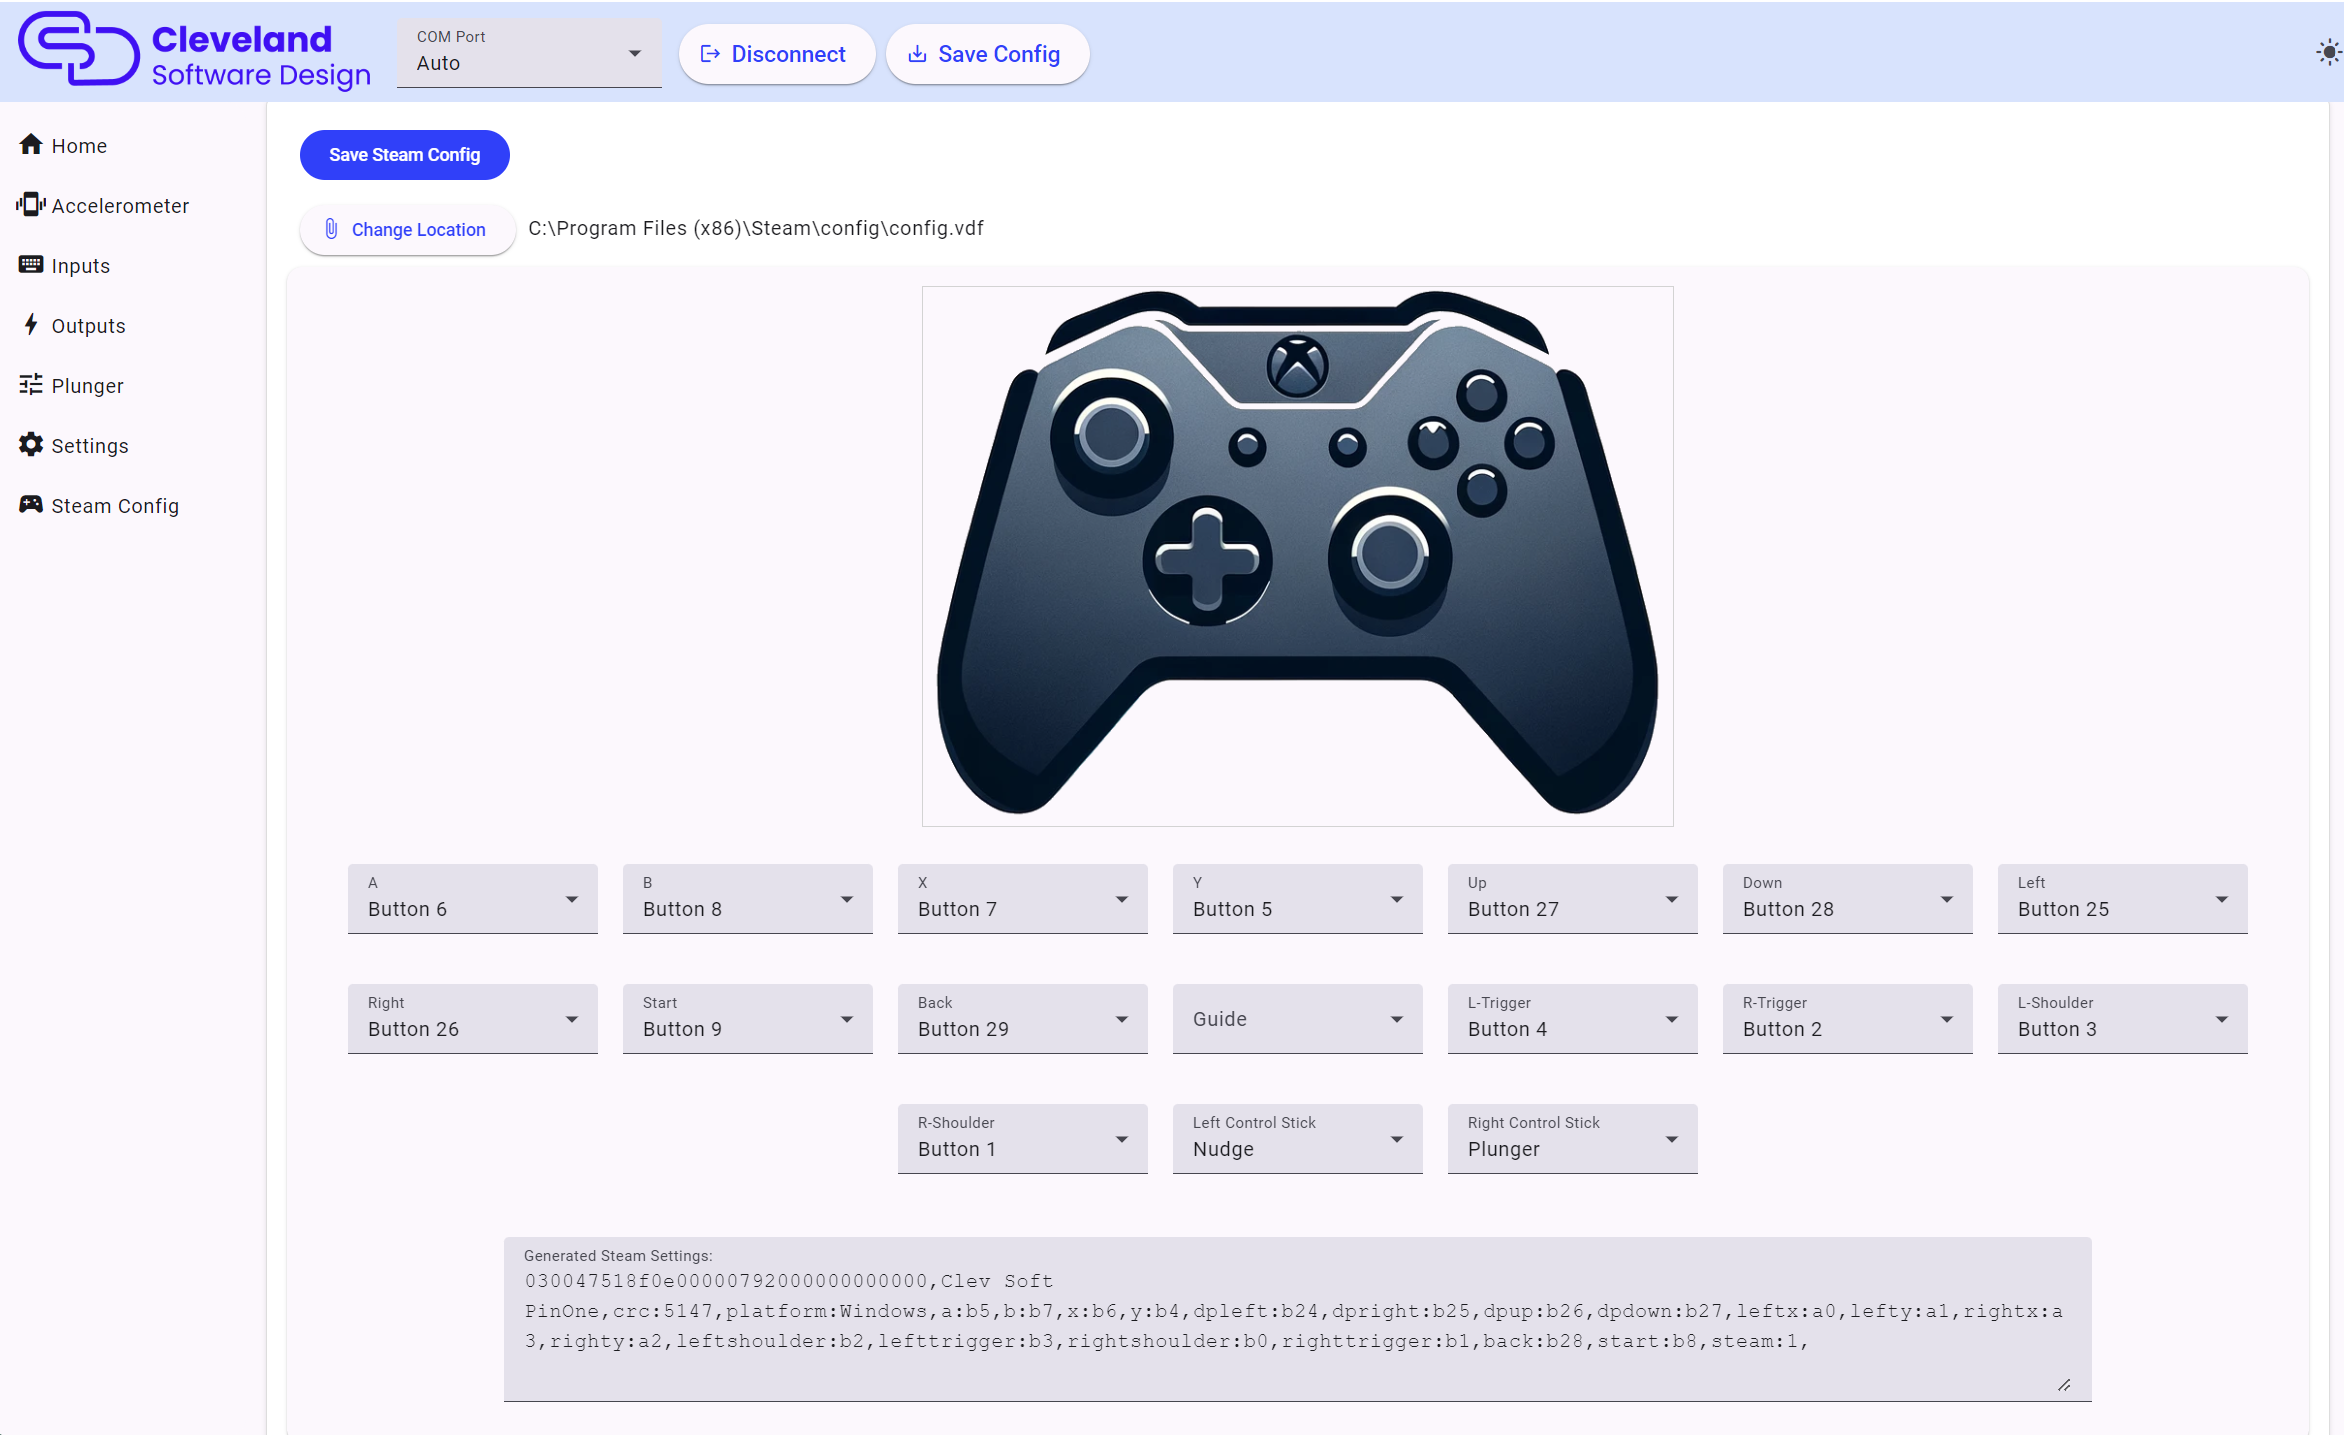 Cleveland
Software Design
COM Port
Auto
Disconnect
Save Config
Home
Accelerometer
Inputs
Outputs
Plunger
Settings
Steam Config
Save Steam Config
Change Location
C:\Program Files (x86)\Steam\config\config.vdf
A
Button 6
B
Button 8
X
Button 7
Y
Button 5
Up
Button 27
Down
Button 28
Left
Button 25
Right
Button 26
Start
Button 9
Back
Button 29
Guide
L-Trigger
Button 4
R-Trigger
Button 2
L-Shoulder
Button 3
R-Shoulder
Button 1
Left Control Stick
Nudge
Right Control Stick
Plunger
Generated Steam Settings:
030047518f0e00000792000000000000,Clev Soft
PinOne,crc:5147,platform:Windows,a:b5,b:b7,x:b6,y:b4,dpleft:b24,dpright:b25,dpup:b26,dpdown:b27,leftx:a0,lefty:a1,rightx:a
3,righty:a2,leftshoulder:b2,lefttrigger:b3,rightshoulder:b0,righttrigger:b1,back:b28,start:b8,steam:1,